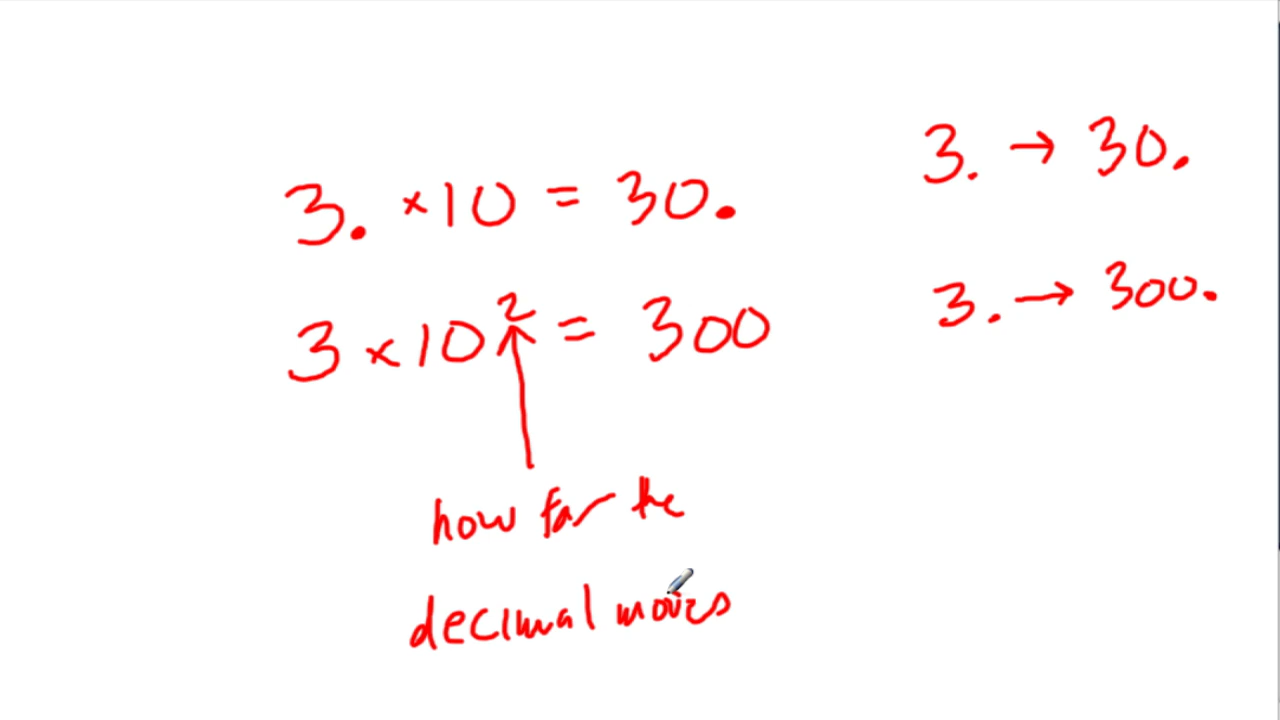 3. ×10 = 30.
3 ×10² = 300
how far the
decimal moves
3. → 30.
3. → 300.